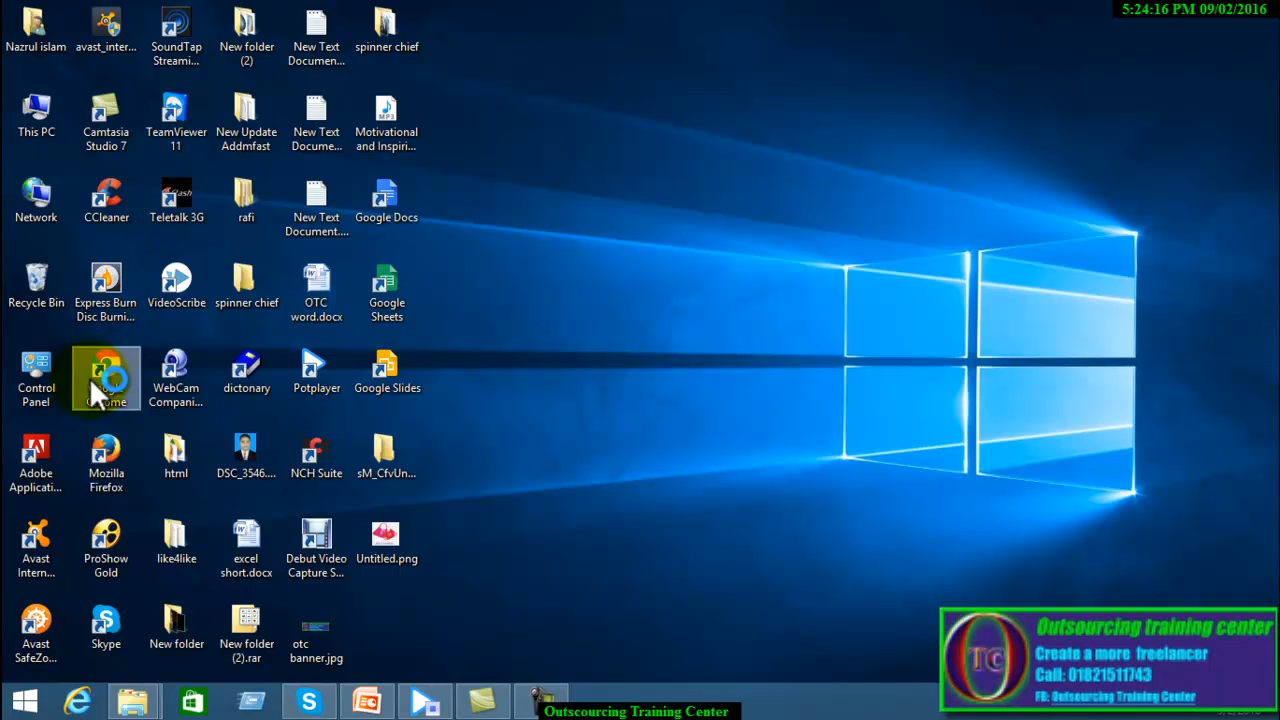 5:24:16 PM 09/02/2016
Nazrul islam
avast_inter...
SoundTap
Streami...
New folder
(2)
New Text
Documen...
spinner chief
This PC
Camtasia
Studio 7
TeamViewer
11
New Update
Addmfast
New Text
Docume...
Motivational
and Inspiri...
Network
CCleaner
Teletalk 3G
rafi
New Text
Document....
Google Docs
Recycle Bin
Express Burn
Disc Burni...
VideoScribe
spinner chief
OTC
word.docx
Google
Sheets
Control
Panel
WebCam
Compani...
dictonary
Potplayer
Google Slides
Adobe
Applicati...
Mozilla
Firefox
html
DSC_3546....
NCH Suite
sM_CfvUn...
Avast
Intern...
ProShow
Gold
like4like
excel
short.docx
Debut Video
Capture S...
Untitled.png
Avast
SafeZo...
Skype
New folder
New folder
(2).rar
otc
banner.jpg
OTC
Outsourcing training center
Create a more freelancer
Call: 01821511743
FB: Outsourcing Training Center
Outscourcing Training Center